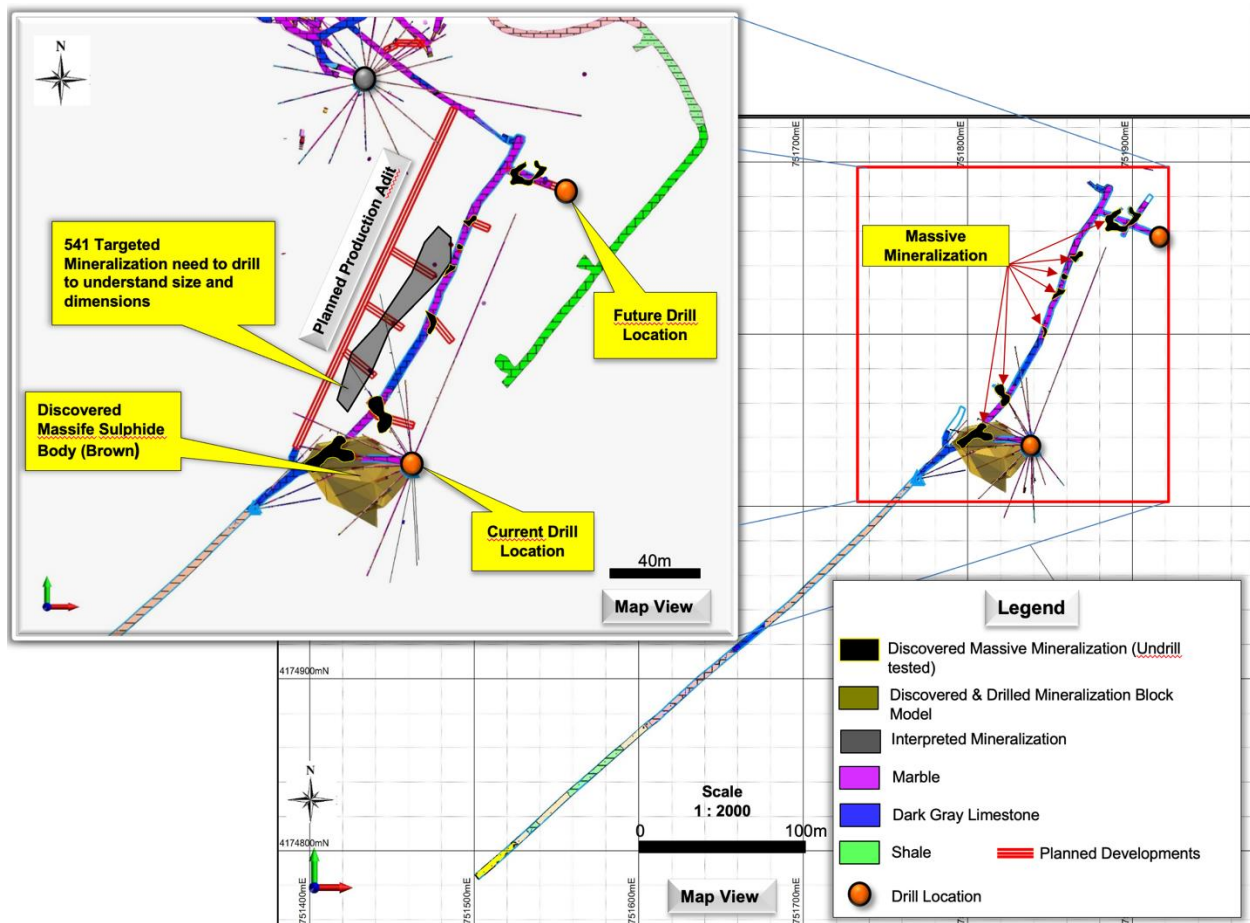 N
Planned Production Adit
541 Targeted
Mineralization need to drill
to understand size and
dimensions
Future Drill
Location
Discovered
Massife Sulphide
Body (Brown)
Current Drill
Location
40m
Map View
751700mE
751800mE
751900mE
Massive
Mineralization
4174900mN
4174800mN
N
Scale
1 : 2000
0
100m
Map View
751400mE
751500mE
751600mE
751700mE
Legend
Discovered Massive Mineralization (Undrill
tested)
Discovered & Drilled Mineralization Block
Model
Interpreted Mineralization
Marble
Dark Gray Limestone
Shale
Planned Developments
Drill Location